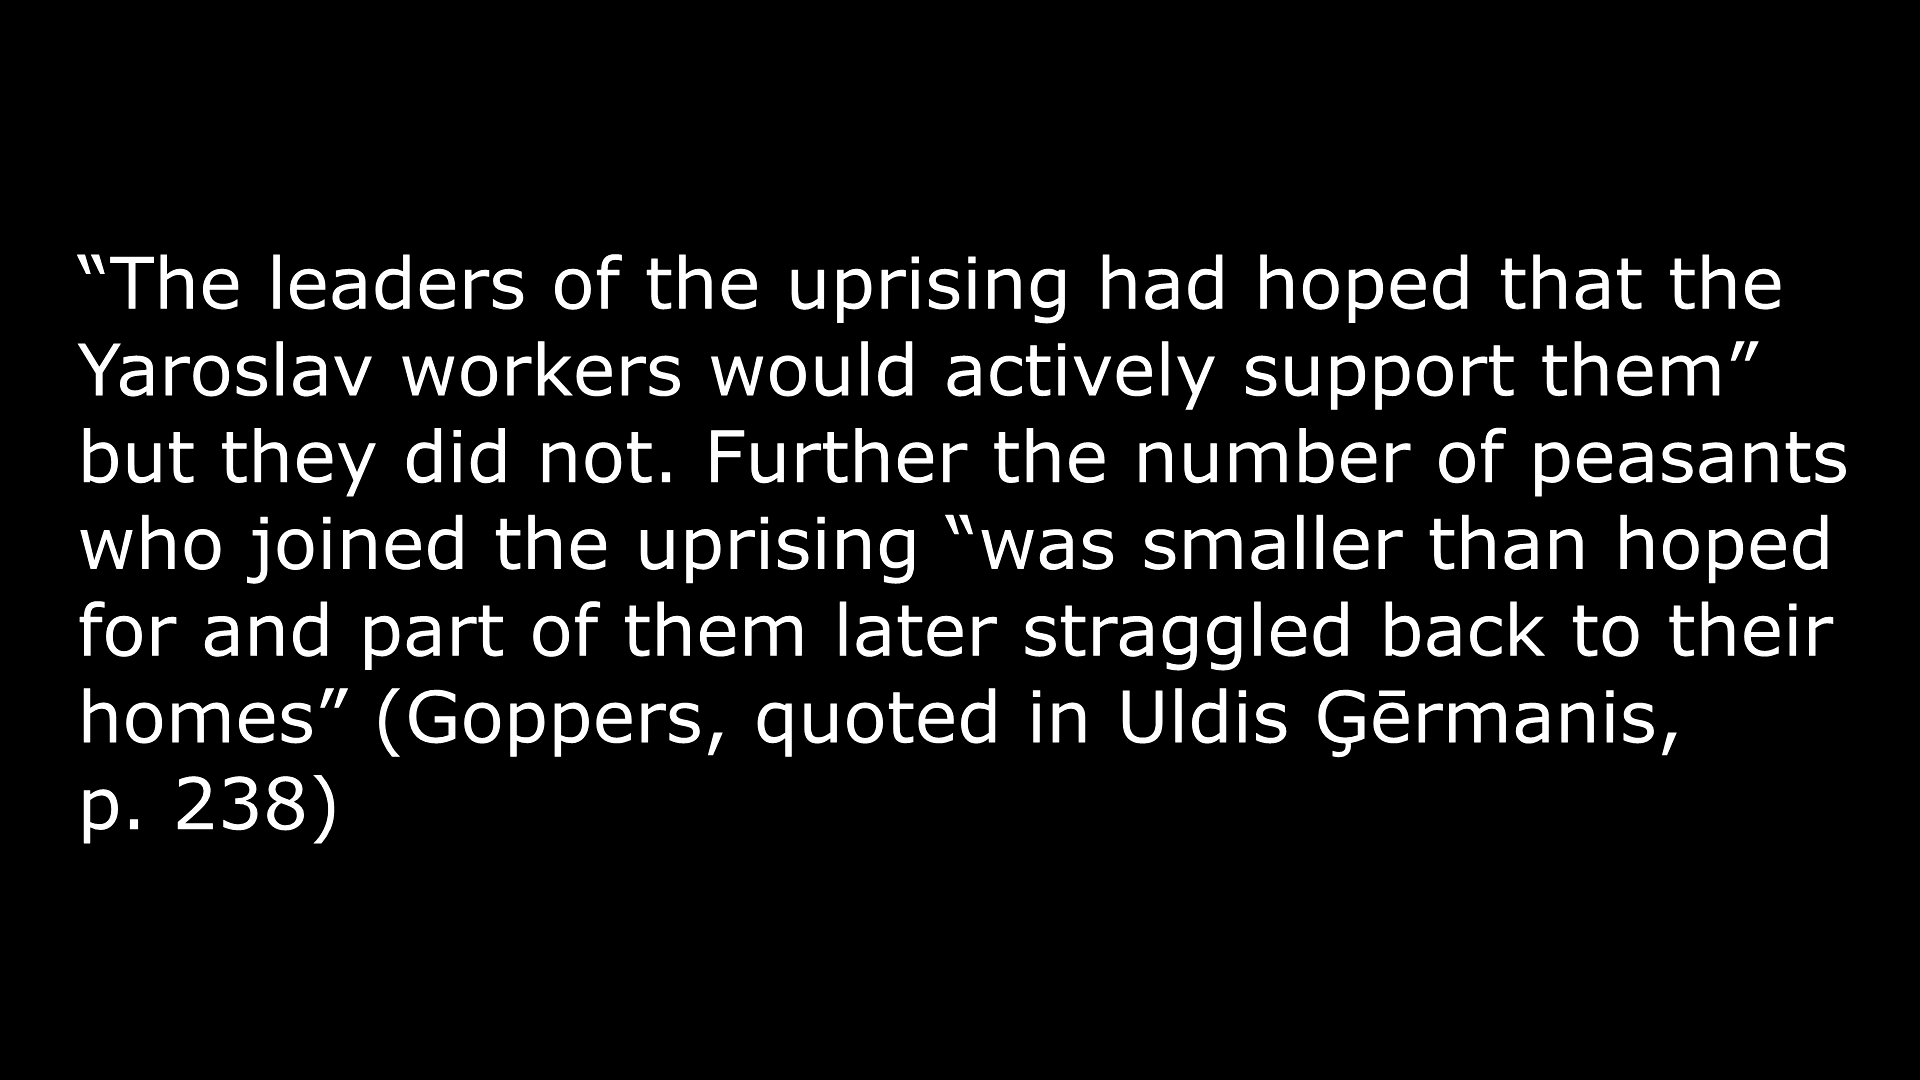 “The leaders of the uprising had hoped that the
Yaroslav workers would actively support them”
but they did not. Further the number of peasants
who joined the uprising “was smaller than hoped
for and part of them later straggled back to their
homes” (Goppers, quoted in Uldis Ģērmanis,
p. 238)